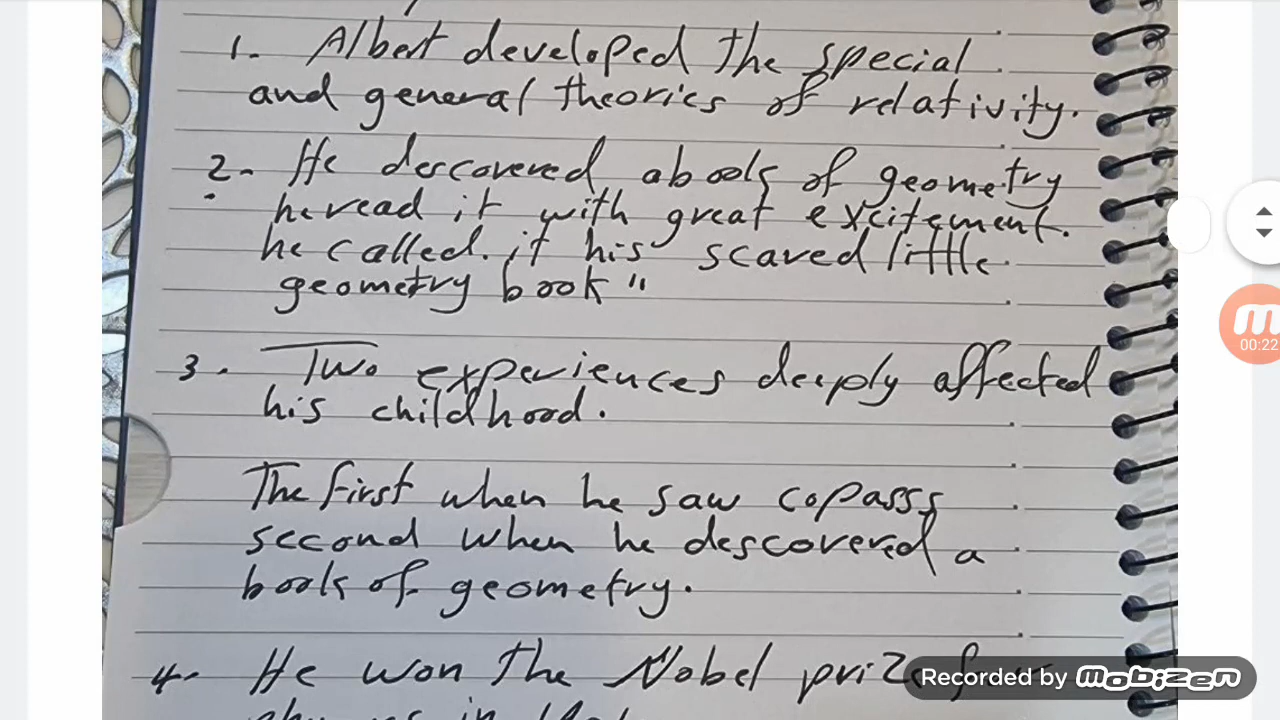 1- Albert developed the special
and general theories of relativity.
2- He descovered a book of geometry
he read it with great excitement.
he called. it his scared little
geometry book"
3. Two experiences deeply affected
his childhood.
The first when he saw copass
second when he descovered a
book of geometry.
4- He won the Nobel prize
in
Recorded by mobizen
00:22